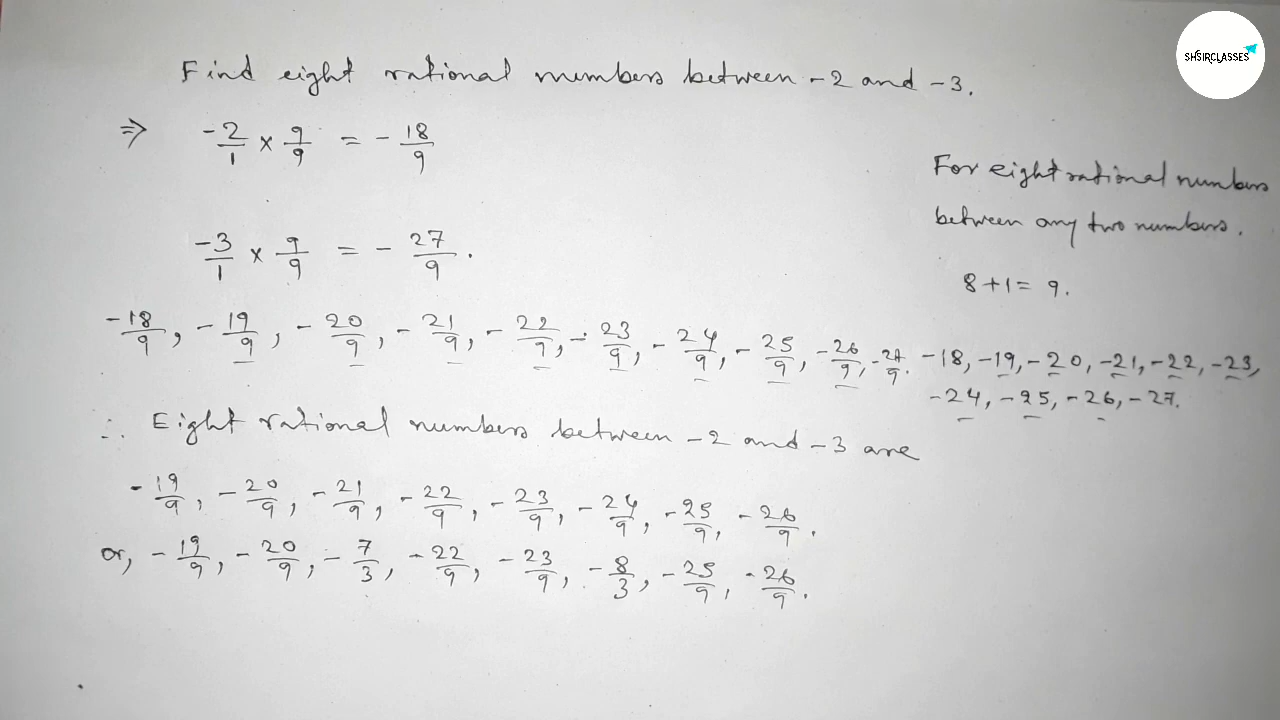 SHSIRCLASSES
Find eight rational numbers between -2 and -3.
⇒ -2/1 × 9/9 = - 18/9
-3/1 × 9/9 = - 27/9.
For eight rational numbers
between any two numbers.
8+1= 9.
-18/9, -19/9, -20/9, -21/9, -22/9, -23/9, -24/9, -25/9, -26/9, -27/9.
-18, -19, -20, -21, -22, -23,
-24, -25, -26, -27.
∴ Eight rational numbers between -2 and -3 are
-19/9, -20/9, -21/9, -22/9, -23/9, -24/9, -25/9, -26/9.
or, -19/9, -20/9, -7/3, -22/9, -23/9, -8/3, -25/9, -26/9.